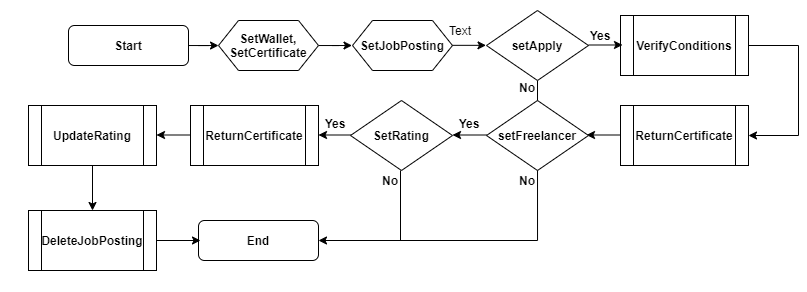 Start
SetWallet,
SetCertificate
SetJobPosting
Text
setApply
Yes
VerifyConditions
No
UpdateRating
ReturnCertificate
Yes
SetRating
Yes
setFreelancer
ReturnCertificate
No
No
DeleteJobPosting
End